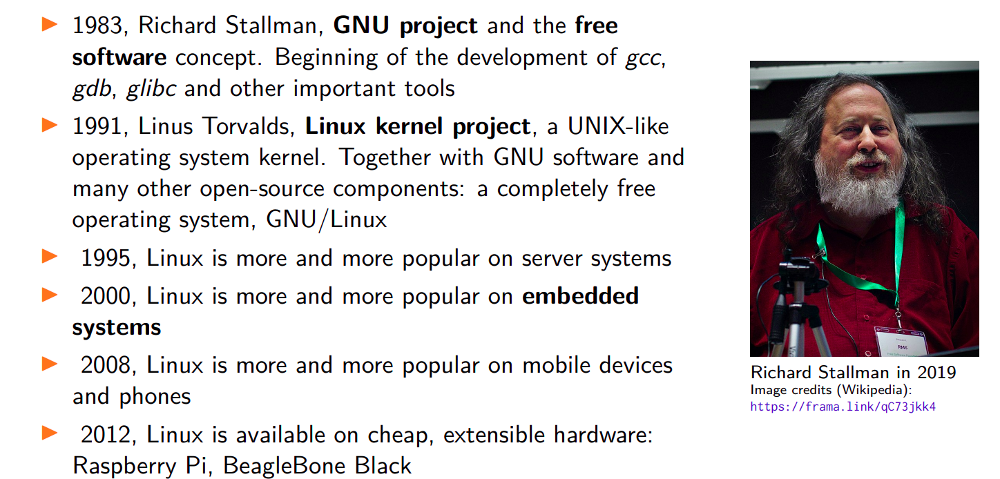 1983, Richard Stallman, GNU project and the free
software concept. Beginning of the development of gcc,
gdb, glibc and other important tools
1991, Linus Torvalds, Linux kernel project, a UNIX-like
operating system kernel. Together with GNU software and
many other open-source components: a completely free
operating system, GNU/Linux
1995, Linux is more and more popular on server systems
2000, Linux is more and more popular on embedded
systems
2008, Linux is more and more popular on mobile devices
and phones
2012, Linux is available on cheap, extensible hardware:
Raspberry Pi, BeagleBone Black
RMS
Richard Stallman in 2019
Image credits (Wikipedia):
https://frama.link/qC73jkk4